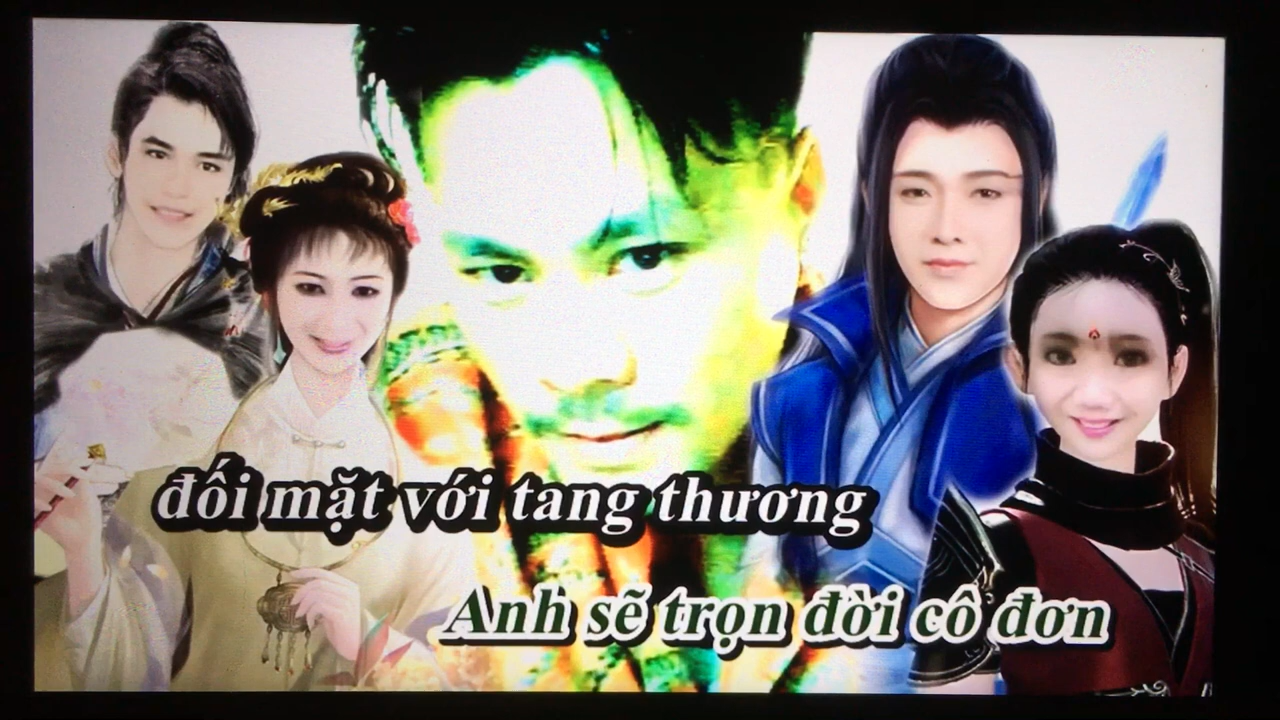 đối mặt với tang thương
Anh sẽ trọn đời cô đơn